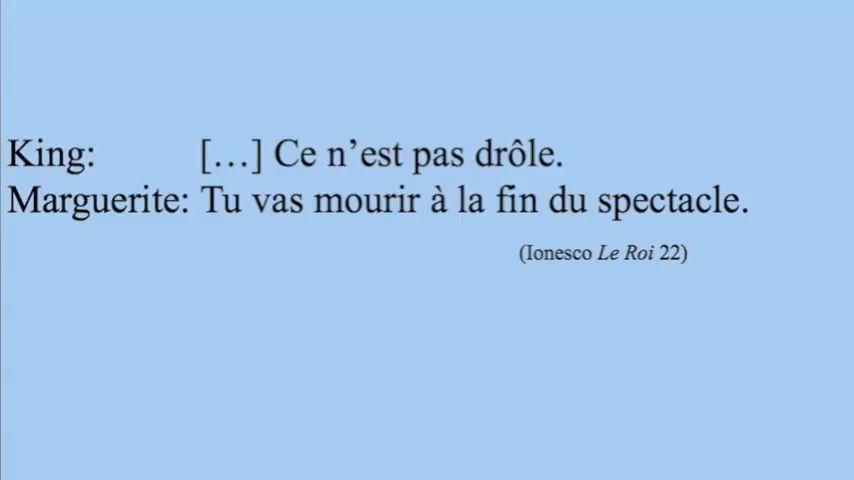 King: […] Ce n’est pas drôle.
Marguerite: Tu vas mourir à la fin du spectacle.
(Ionesco Le Roi 22)